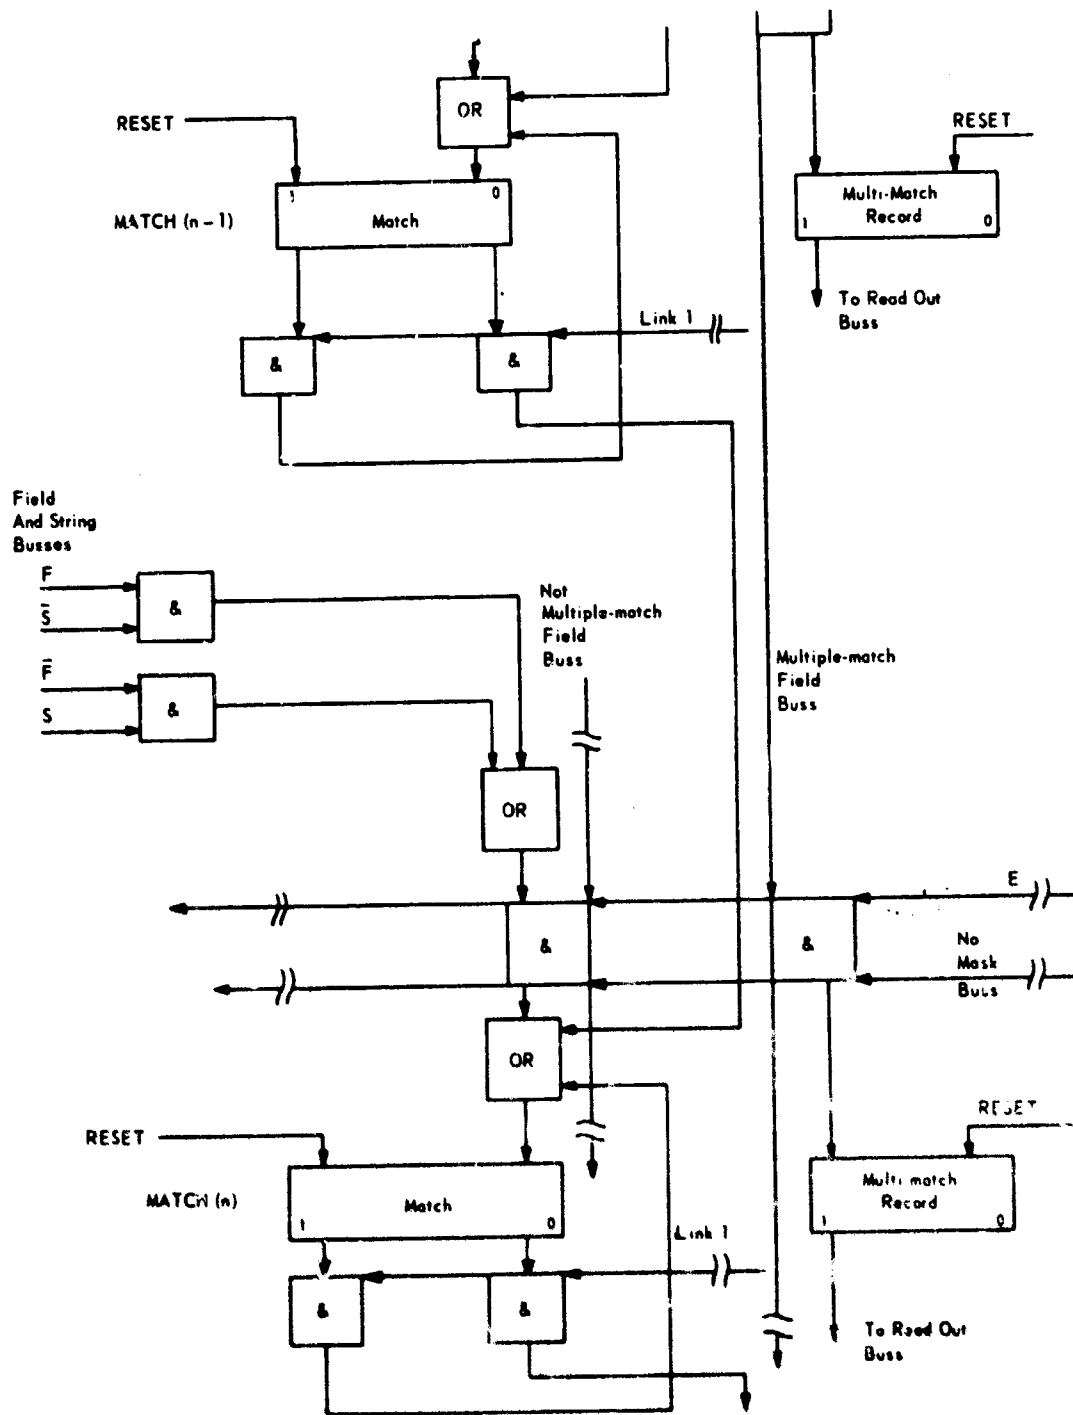 OR
RESET
RESET
1 0
Match
MATCH (n-1)
Multi-Match
Record
1 0
To Read Out
Buss
Link 1
&
&
Field
And String
Busses
F
&
S̄
F̄
&
S
Not
Multiple-match
Field
Buss
Multiple-match
Field
Buss
OR
E
&
&
No
Mask
Buss
OR
RESET
RESET
MATCH (n)
Match
1 0
Multi match
Record
1 0
Link 1
&
&
To Read Out
Buss